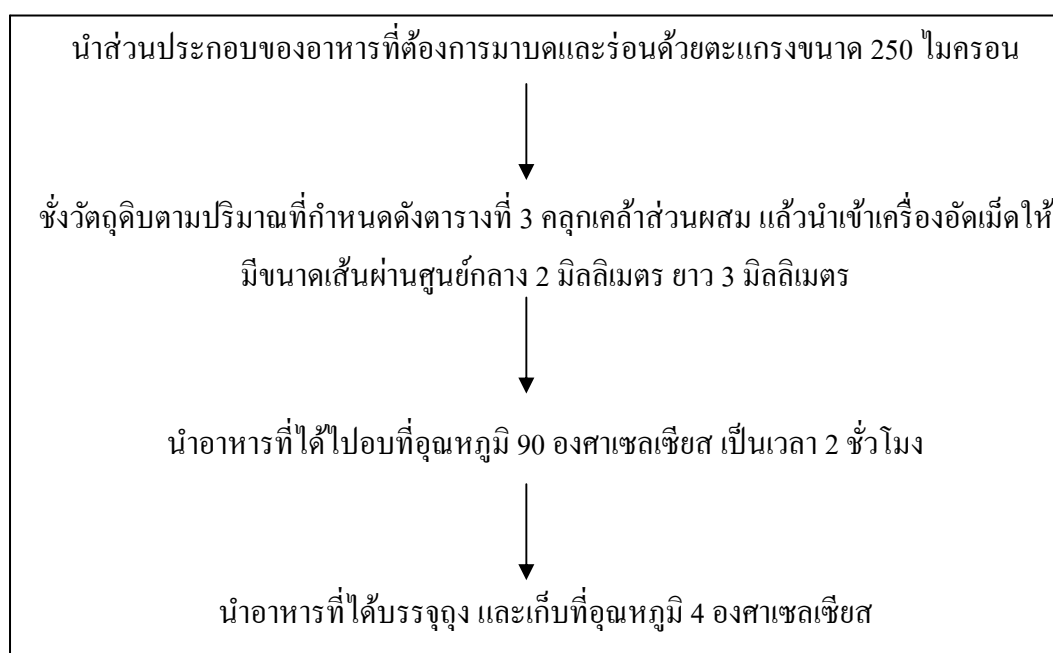 นำส่วนประกอบของอาหารที่ต้องการมาบดและร่อนด้วยตะแกรงขนาด 250 ไมครอน
ชั่งวัตถุดิบตามปริมาณที่กำหนดดังตารางที่ 3 คลุกเคล้าส่วนผสม แล้วนำเข้าเครื่องอัดเม็ดให้
มีขนาดเส้นผ่านศูนย์กลาง 2 มิลลิเมตร ยาว 3 มิลลิเมตร
นำอาหารที่ได้ไปอบที่อุณหภูมิ 90 องศาเซลเซียส เป็นเวลา 2 ชั่วโมง
นำอาหารที่ได้บรรจุถุง และเก็บที่อุณหภูมิ 4 องศาเซลเซียส